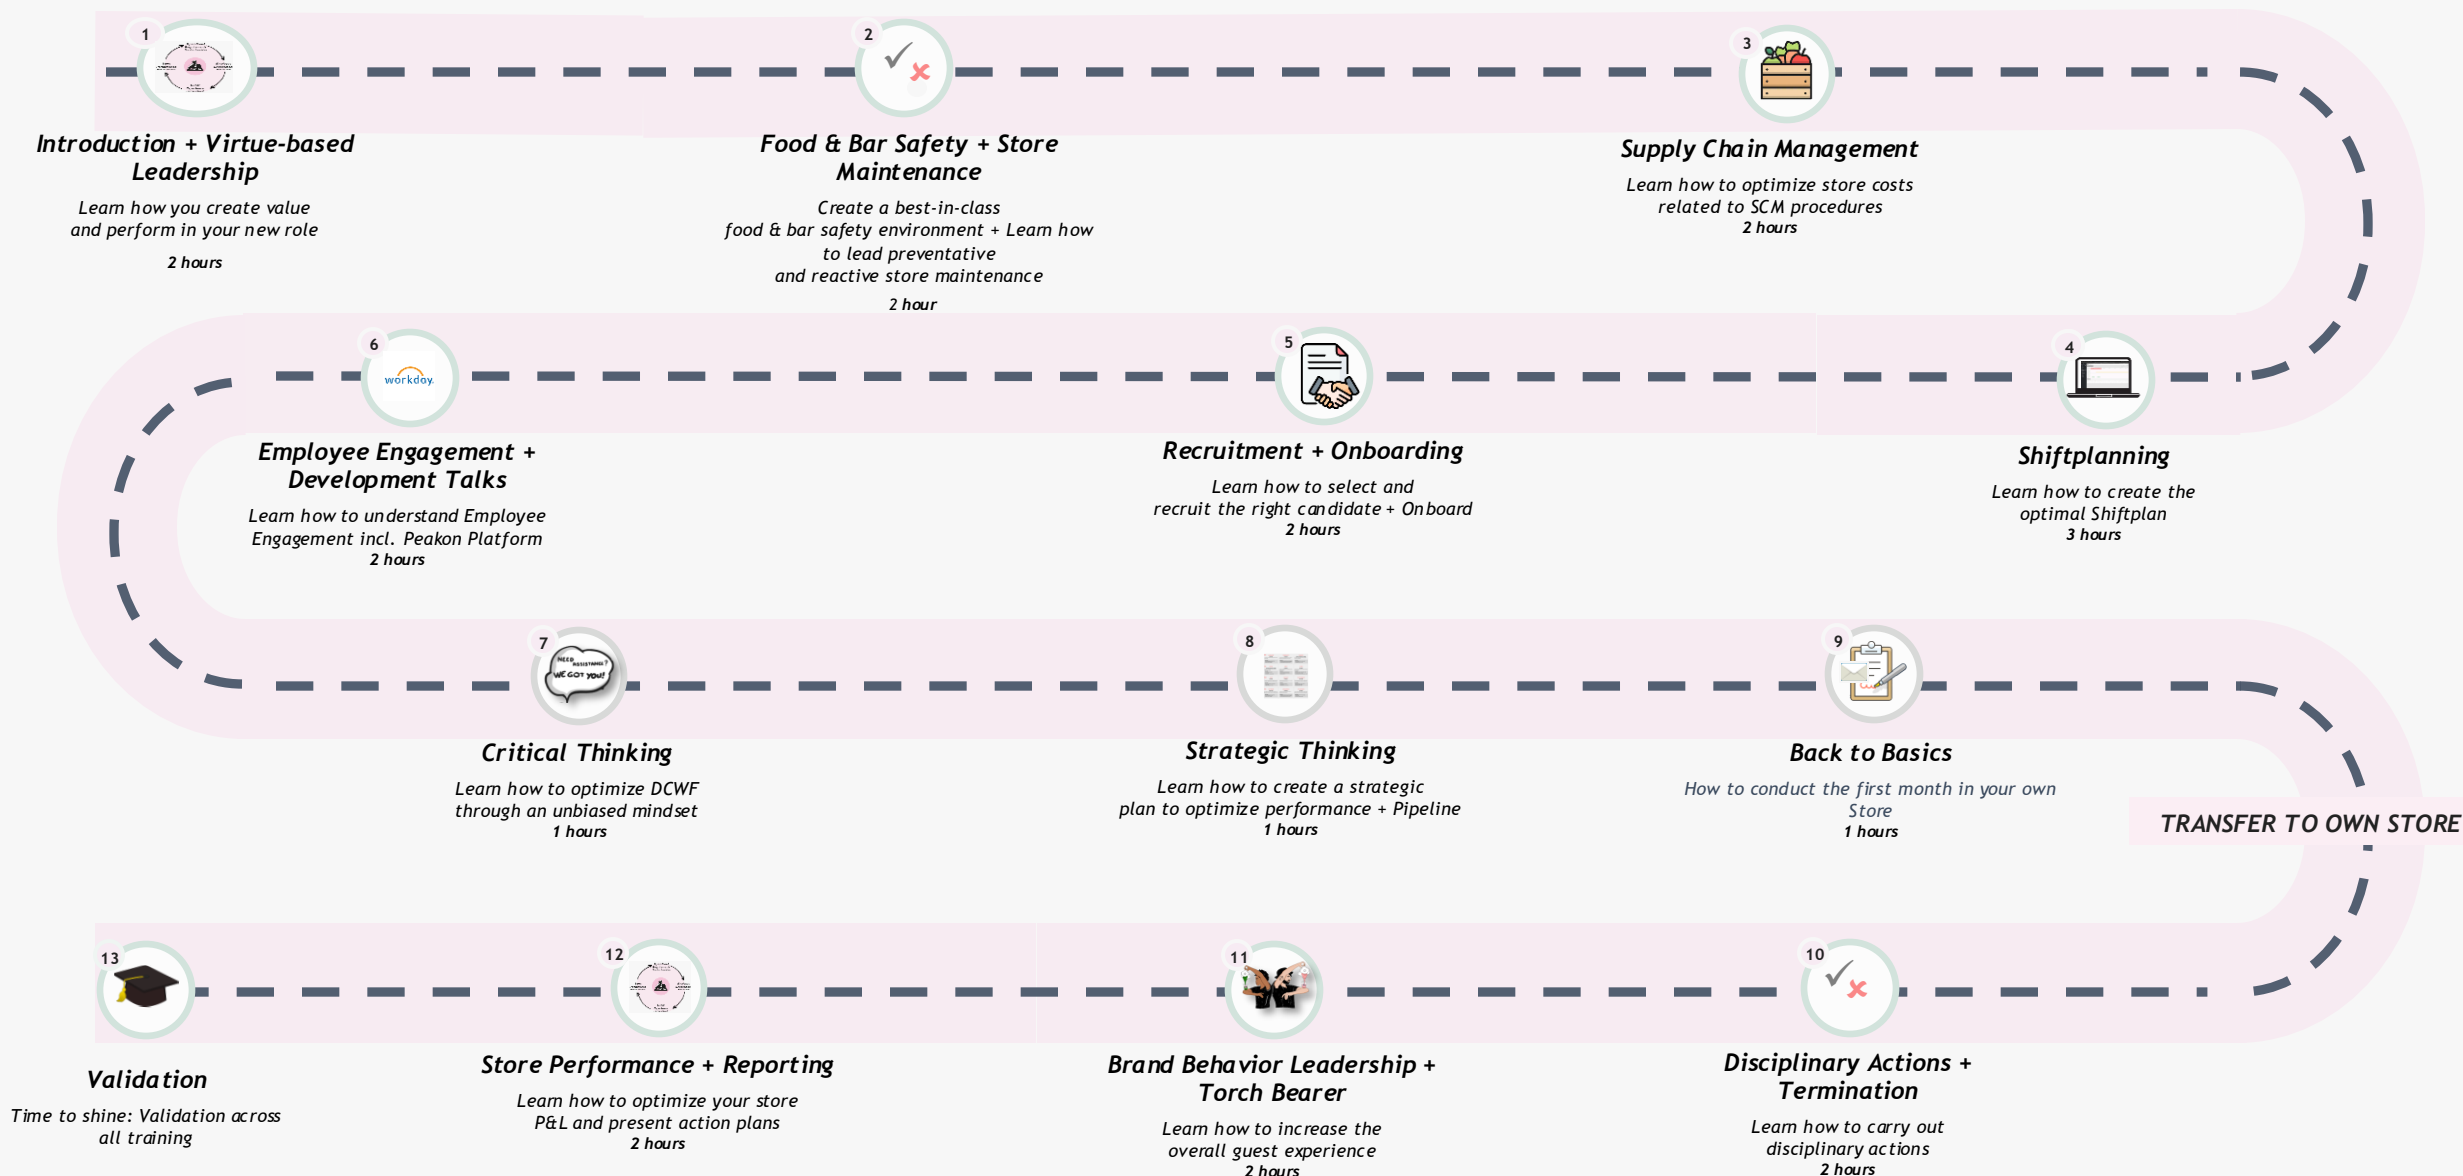 1
Introduction + Virtue-based
Leadership
Learn how you create value
and perform in your new role
2 hours
2
Food & Bar Safety + Store
Maintenance
Create a best-in-class
food & bar safety environment + Learn how
to lead preventative
and reactive store maintenance
2 hour
3
Supply Chain Management
Learn how to optimize store costs
related to SCM procedures
2 hours
4
Shiftplanning
Learn how to create the
optimal Shiftplan
3 hours
5
Recruitment + Onboarding
Learn how to select and
recruit the right candidate + Onboard
2 hours
6
workday.
Employee Engagement +
Development Talks
Learn how to understand Employee
Engagement incl. Peakon Platform
2 hours
7
NEED
ASSISTANCE?
WE GOT YOU!
Critical Thinking
Learn how to optimize DCWF
through an unbiased mindset
1 hours
8
Strategic Thinking
Learn how to create a strategic
plan to optimize performance + Pipeline
1 hours
9
Back to Basics
How to conduct the first month in your own
Store
1 hours
TRANSFER TO OWN STORE
10
Disciplinary Actions +
Termination
Learn how to carry out
disciplinary actions
2 hours
11
Brand Behavior Leadership +
Torch Bearer
Learn how to increase the
overall guest experience
2 hours
12
Store Performance + Reporting
Learn how to optimize your store
P&L and present action plans
2 hours
13
Validation
Time to shine: Validation across
all training